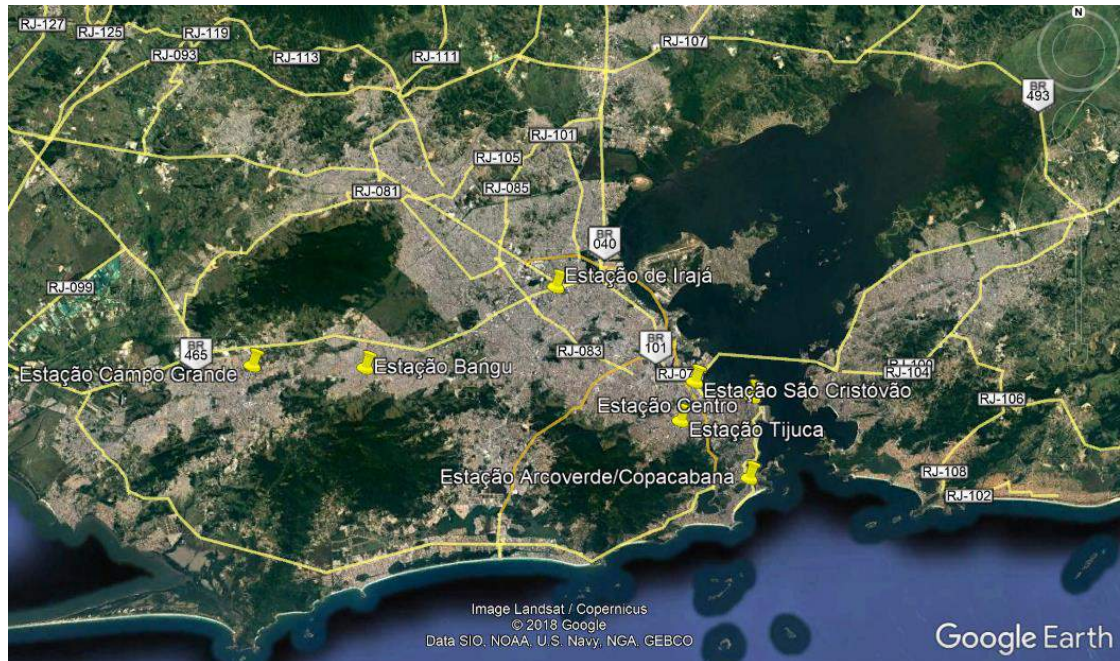 N
RJ-127
RJ-125
RJ-119
RJ-093
RJ-113
RJ-111
RJ-107
BR
493
RJ-101
RJ-105
RJ-085
RJ-081
BR
040
Estação de Irajá
RJ-099
BR
465
BR
101
RJ-083
Estação Campo Grande
Estação Bangu
RJ-07
RJ-104
Estação São Cristóvão
Estação Centro
RJ-106
Estação Tijuca
Estação Arcoverde/Copacabana
RJ-108
RJ-102
Image Landsat / Copernicus
© 2018 Google
Data SIO, NOAA, U.S. Navy, NGA, GEBCO
Google Earth